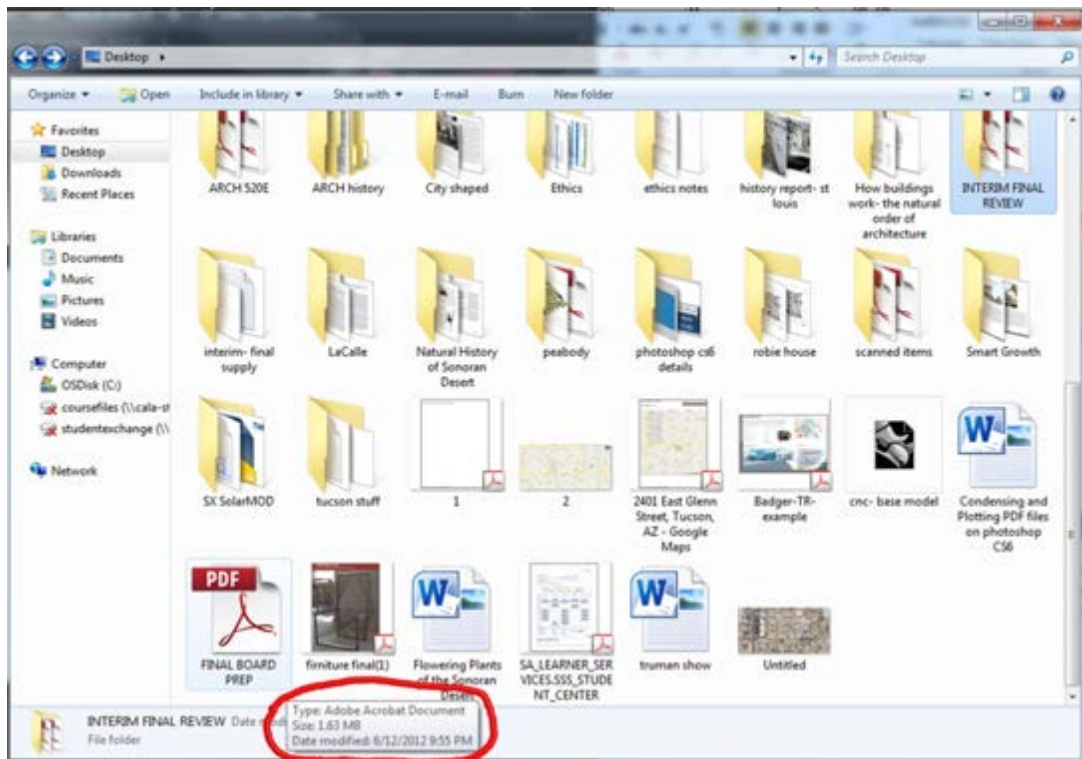 Desktop
Search Desktop
Organize
Open
Include in library
Share with
E-mail
Burn
New folder
Favorites
Desktop
Downloads
Recent Places
Libraries
Documents
Music
Pictures
Videos
Computer
OSDisk (C:)
coursefiles (\\cala-st
studentexchange (\\
Network
ARCH 520E
ARCH history
City shaped
Ethics
ethics notes
history report- st
louis
How buildings
work- the natural
order of
architecture
INTERIM FINAL
REVIEW
interim- final
supply
LaCalle
Natural History
of Sonoran
Desert
peabody
photoshop cs6
details
robie house
scanned items
Smart Growth
SX SolarMOD
tucson stuff
1
2
2401 East Glenn
Street, Tucson,
AZ - Google
Maps
Badger-TR-
example
cnc- base model
W
Condensing and
Plotting PDF files
on photoshop
CS6
PDF
FINAL BOARD
PREP
firniture final(1)
W
Flowering Plants
of the Sonoran
Desert
SA_LEARNER_SER
VICES.SSS_STUDE
NT_CENTER
W
truman show
Untitled
Type: Adobe Acrobat Document
Size: 1.63 MB
Date modified: 6/12/2012 9:55 PM
INTERIM FINAL REVIEW Date modi
File folder